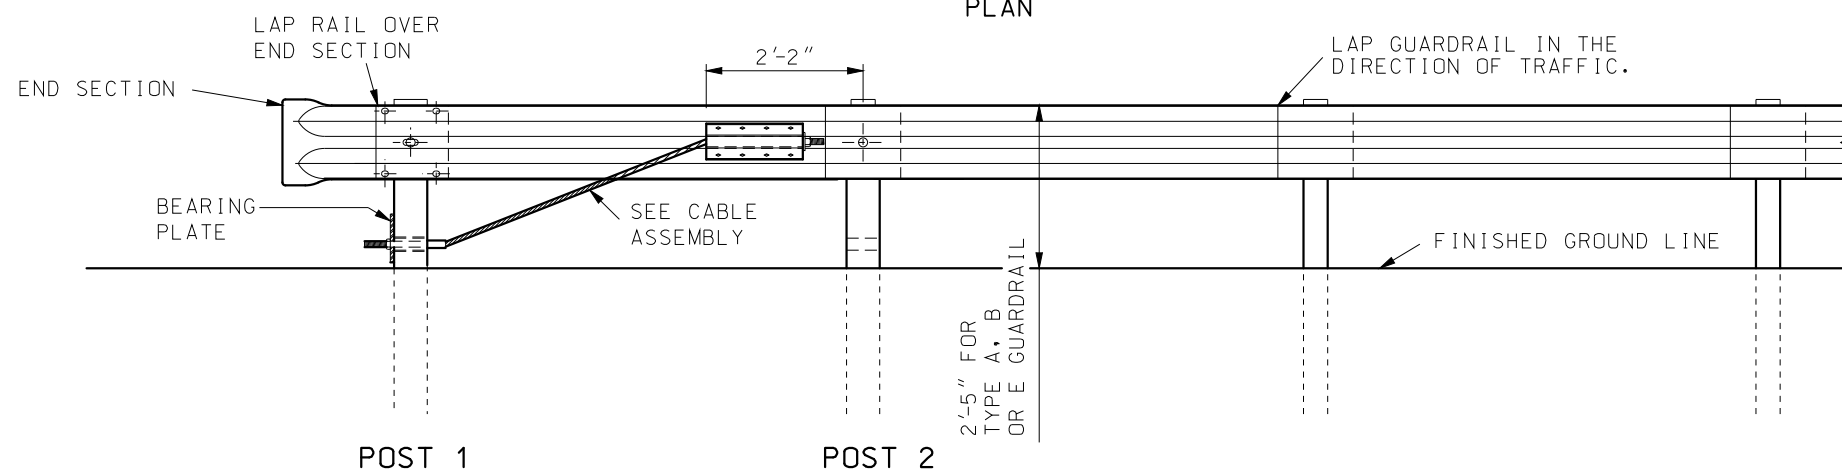 PLAN
LAP RAIL OVER
END SECTION
END SECTION
2'-2"
LAP GUARDRAIL IN THE
DIRECTION OF TRAFFIC.
BEARING
PLATE
SEE CABLE
ASSEMBLY
FINISHED GROUND LINE
2'-5" FOR
TYPE A, B
OR E GUARDRAIL
POST 1
POST 2